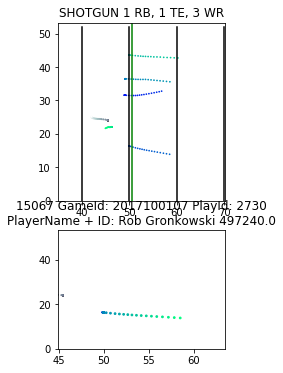 SHOTGUN 1 RB, 1 TE, 3 WR
50
40
30
20
10
0
40 50 60 70
15067 GameId: 2017100107 PlayId: 2730
PlayerName + ID: Rob Gronkowski 497240.0
40
20
0
45 50 55 60